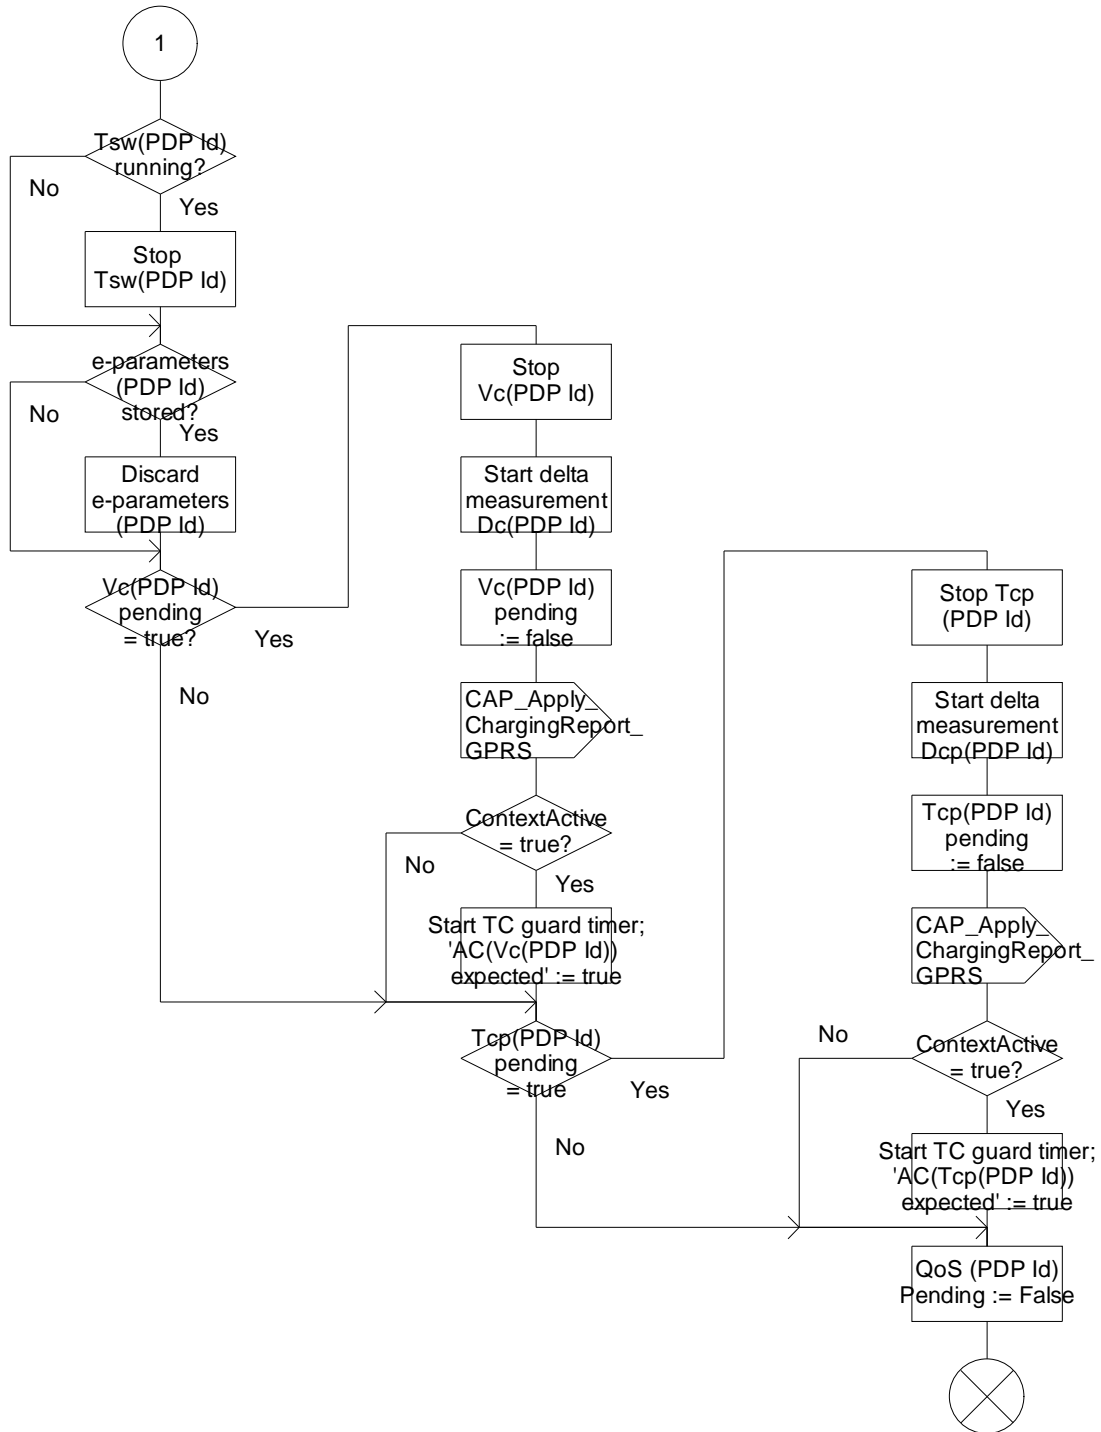 1
Tsw(PDP Id)
running?
No
Yes
Stop
Tsw(PDP Id)
e-parameters
(PDP Id)
stored?
No
Yes
Discard
e-parameters
(PDP Id)
Vc(PDP Id)
pending
= true?
Yes
No
Stop
Vc(PDP Id)
Start delta
measurement
Dc(PDP Id)
Vc(PDP Id)
pending
:= false
CAP_Apply_
ChargingReport_
GPRS
ContextActive
= true?
No
Yes
Start TC guard timer;
'AC(Vc(PDP Id))
expected' := true
Tcp(PDP Id)
pending
= true
Yes
No
Stop Tcp
(PDP Id)
Start delta
measurement
Dcp(PDP Id)
Tcp(PDP Id)
pending
:= false
CAP_Apply_
ChargingReport_
GPRS
ContextActive
= true?
No
Yes
Start TC guard timer;
'AC(Tcp(PDP Id))
expected' := true
QoS (PDP Id)
Pending := False